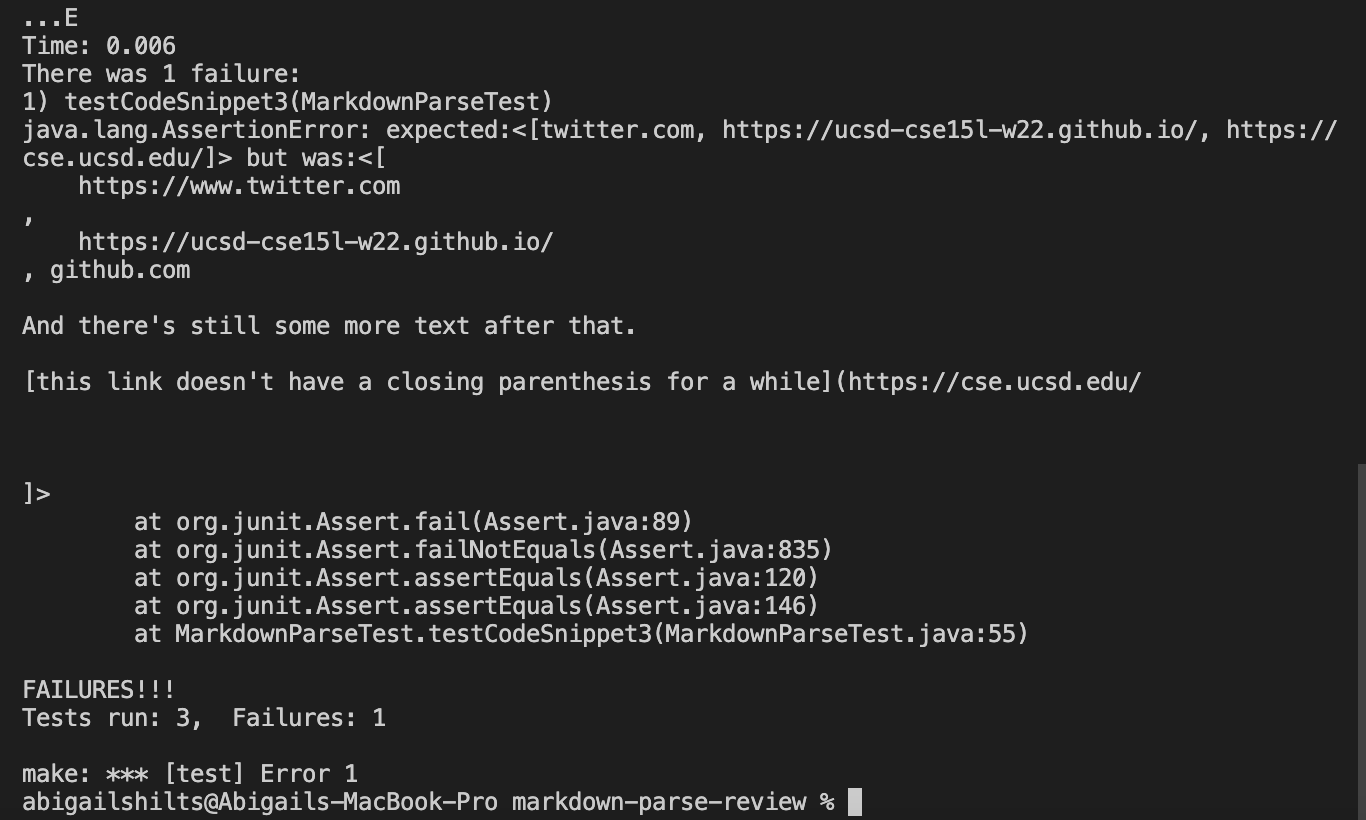 ...E
Time: 0.006
There was 1 failure:
1) testCodeSnippet3(MarkdownParseTest)
java.lang.AssertionError: expected:<[twitter.com, https://ucsd-cse15l-w22.github.io/, https://
cse.ucsd.edu/]> but was:<[
    https://www.twitter.com
,
    https://ucsd-cse15l-w22.github.io/
, github.com

And there's still some more text after that.

[this link doesn't have a closing parenthesis for a while](https://cse.ucsd.edu/



]>
        at org.junit.Assert.fail(Assert.java:89)
        at org.junit.Assert.failNotEquals(Assert.java:835)
        at org.junit.Assert.assertEquals(Assert.java:120)
        at org.junit.Assert.assertEquals(Assert.java:146)
        at MarkdownParseTest.testCodeSnippet3(MarkdownParseTest.java:55)

FAILURES!!!
Tests run: 3,  Failures: 1

make: *** [test] Error 1
abigailshilts@Abigails-MacBook-Pro markdown-parse-review %